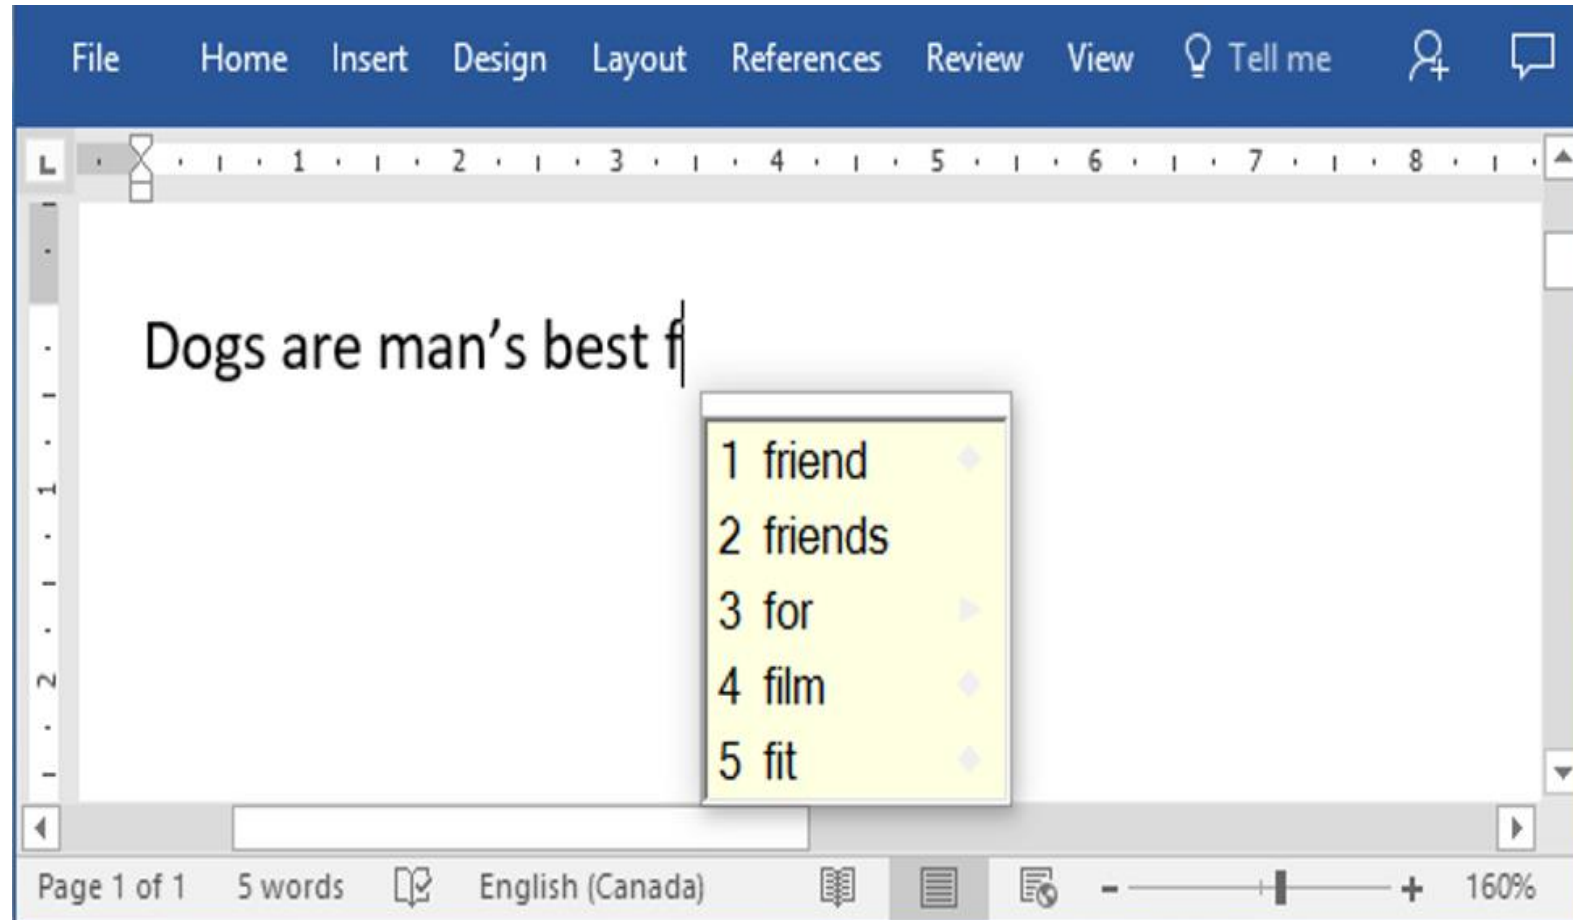 File Home Insert Design Layout References Review View Tell me
L 1 2 3 4 5 6 7 8
Dogs are man's best f
1 friend
2 friends
3 for
4 film
5 fit
1
2
Page 1 of 1 5 words English (Canada) 160%